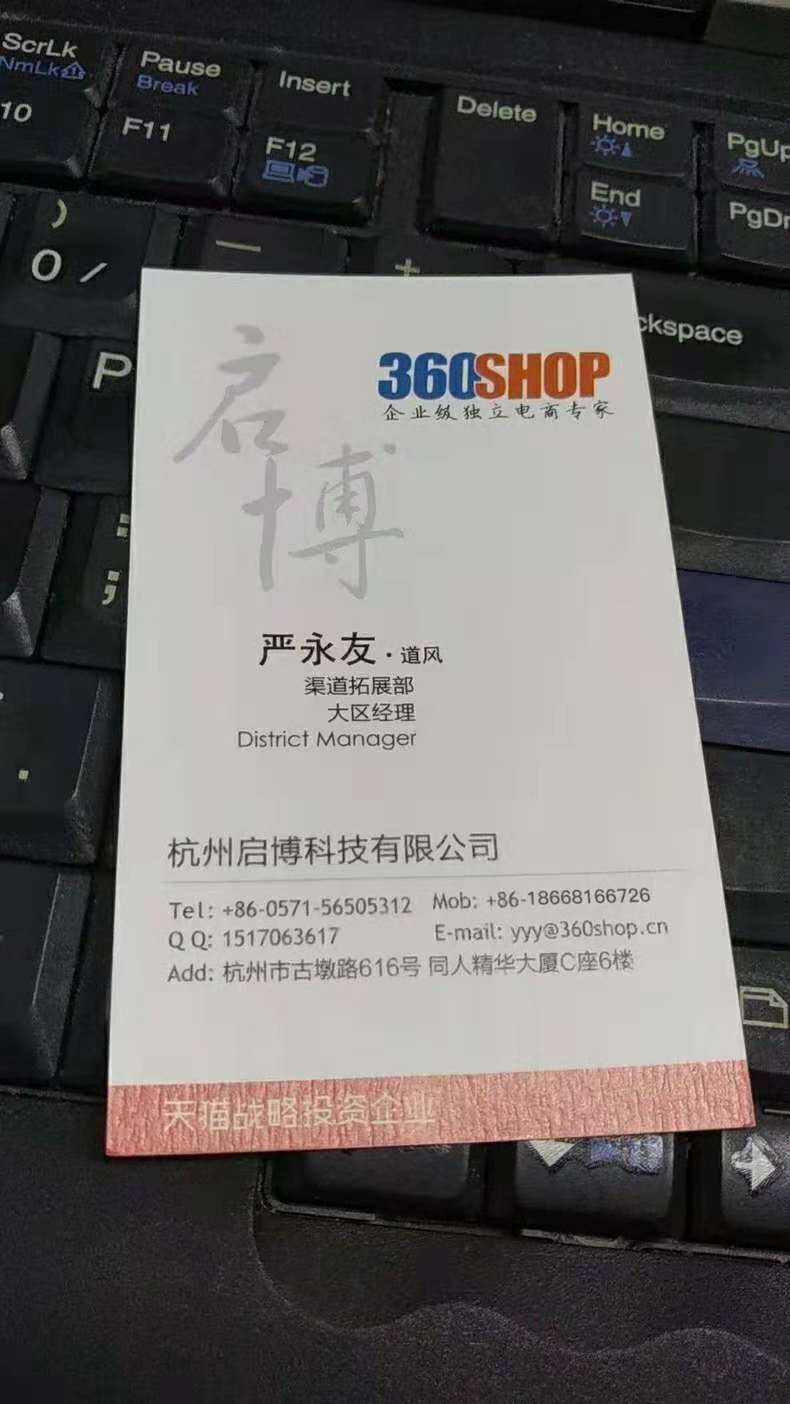 ScrLk
NmLk
Pause
Break
Insert
Delete
Home
PgUp
10
F11
F12
End
PgDn
)
0 /
—
+
ckspace
P
:
;
启
博
360SHOP
企业级独立电商专家
严永友·道风
渠道拓展部
大区经理
District Manager
杭州启博科技有限公司
Tel: +86-0571-56505312 Mob: +86-18668166726
Q Q: 1517063617 E-mail: yyy@360shop.cn
Add: 杭州市古墩路616号 同人精华大厦C座6楼
天猫战略投资企业